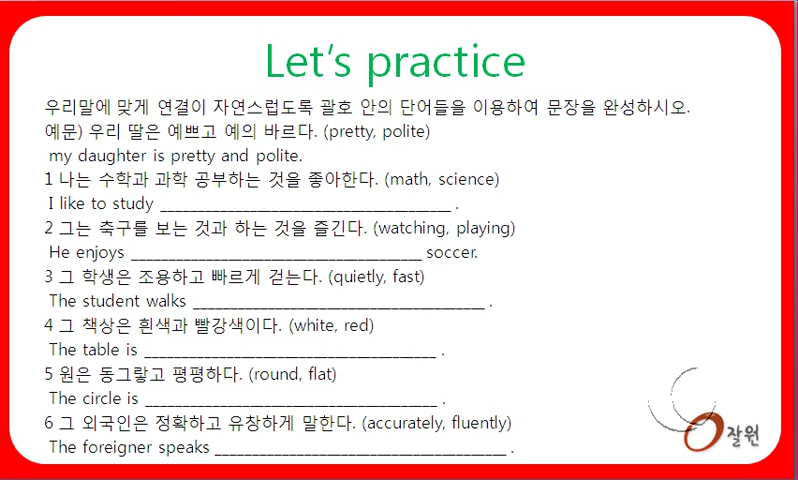 Let's practice
우리말에 맞게 연결이 자연스럽도록 괄호 안의 단어들을 이용하여 문장을 완성하시오.
예문) 우리 딸은 예쁘고 예의 바르다. (pretty, polite)
my daughter is pretty and polite.
1 나는 수학과 과학 공부하는 것을 좋아한다. (math, science)
I like to study ___________________________________ .
2 그는 축구를 보는 것과 하는 것을 즐긴다. (watching, playing)
He enjoys ___________________________________ soccer.
3 그 학생은 조용하고 빠르게 걷는다. (quietly, fast)
The student walks ___________________________________ .
4 그 책상은 흰색과 빨강색이다. (white, red)
The table is ___________________________________ .
5 원은 동그랗고 평평하다. (round, flat)
The circle is ___________________________________ .
6 그 외국인은 정확하고 유창하게 말한다. (accurately, fluently)
The foreigner speaks ___________________________________ .
잘원